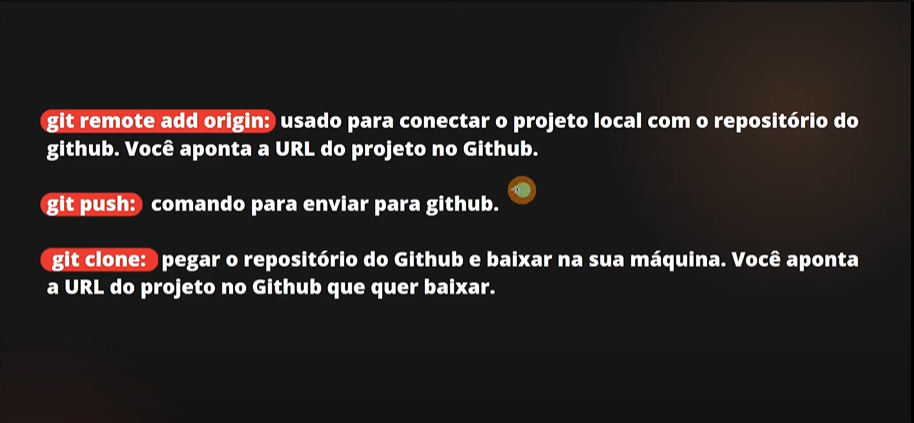 git remote add origin: usado para conectar o projeto local com o repositório do
github. Você aponta a URL do projeto no Github.
git push: comando para enviar para github.
git clone: pegar o repositório do Github e baixar na sua máquina. Você aponta
a URL do projeto no Github que quer baixar.